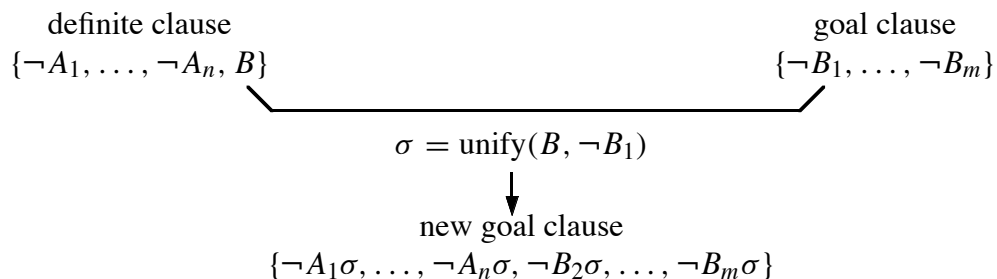 definite clause goal clause
{¬A₁, . . . , ¬Aₙ, B} {¬B₁, . . . , ¬Bₘ}
σ = unify(B, ¬B₁)
new goal clause
{¬A₁σ, . . . , ¬Aₙσ, ¬B₂σ, . . . , ¬Bₘσ}